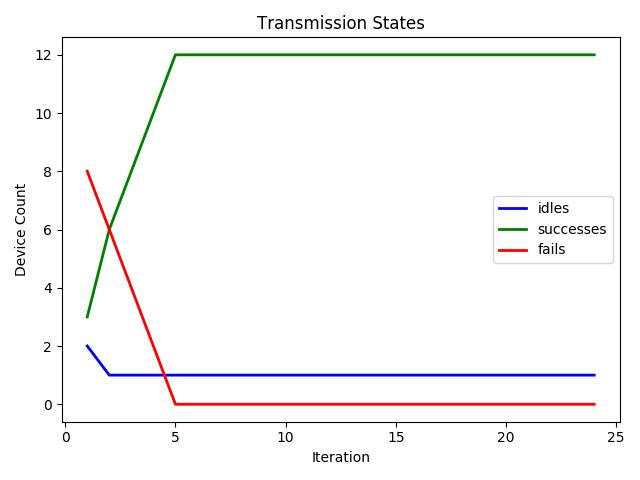 Transmission States
12
10
8
6
4
2
0
Device Count
idles
successes
fails
0 5 10 15 20 25
Iteration